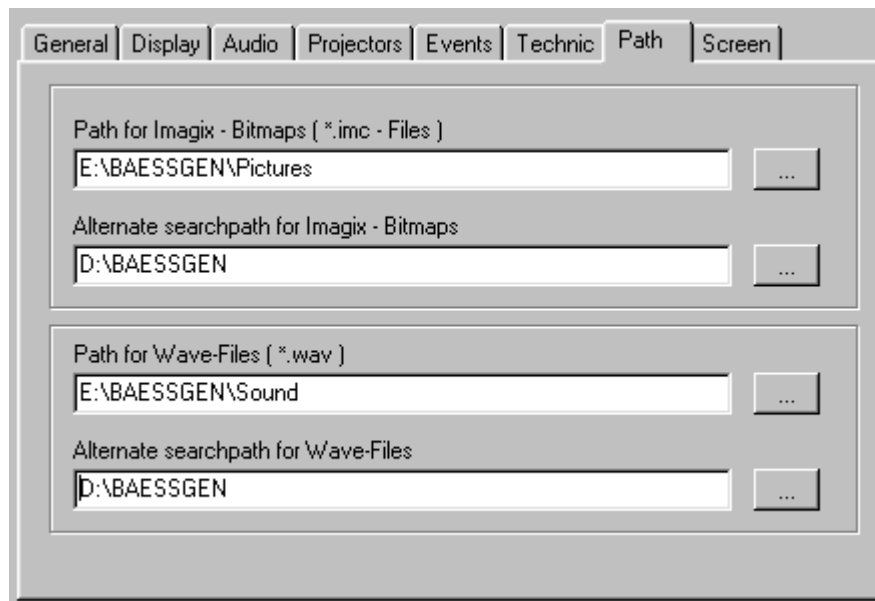 General Display Audio Projectors Events Technic Path Screen
Path for Imagix - Bitmaps ( *.imc - Files )
E:\BAESSGEN\Pictures
...
Alternate searchpath for Imagix - Bitmaps
D:\BAESSGEN
...
Path for Wave-Files ( *.wav )
E:\BAESSGEN\Sound
...
Alternate searchpath for Wave-Files
D:\BAESSGEN
...